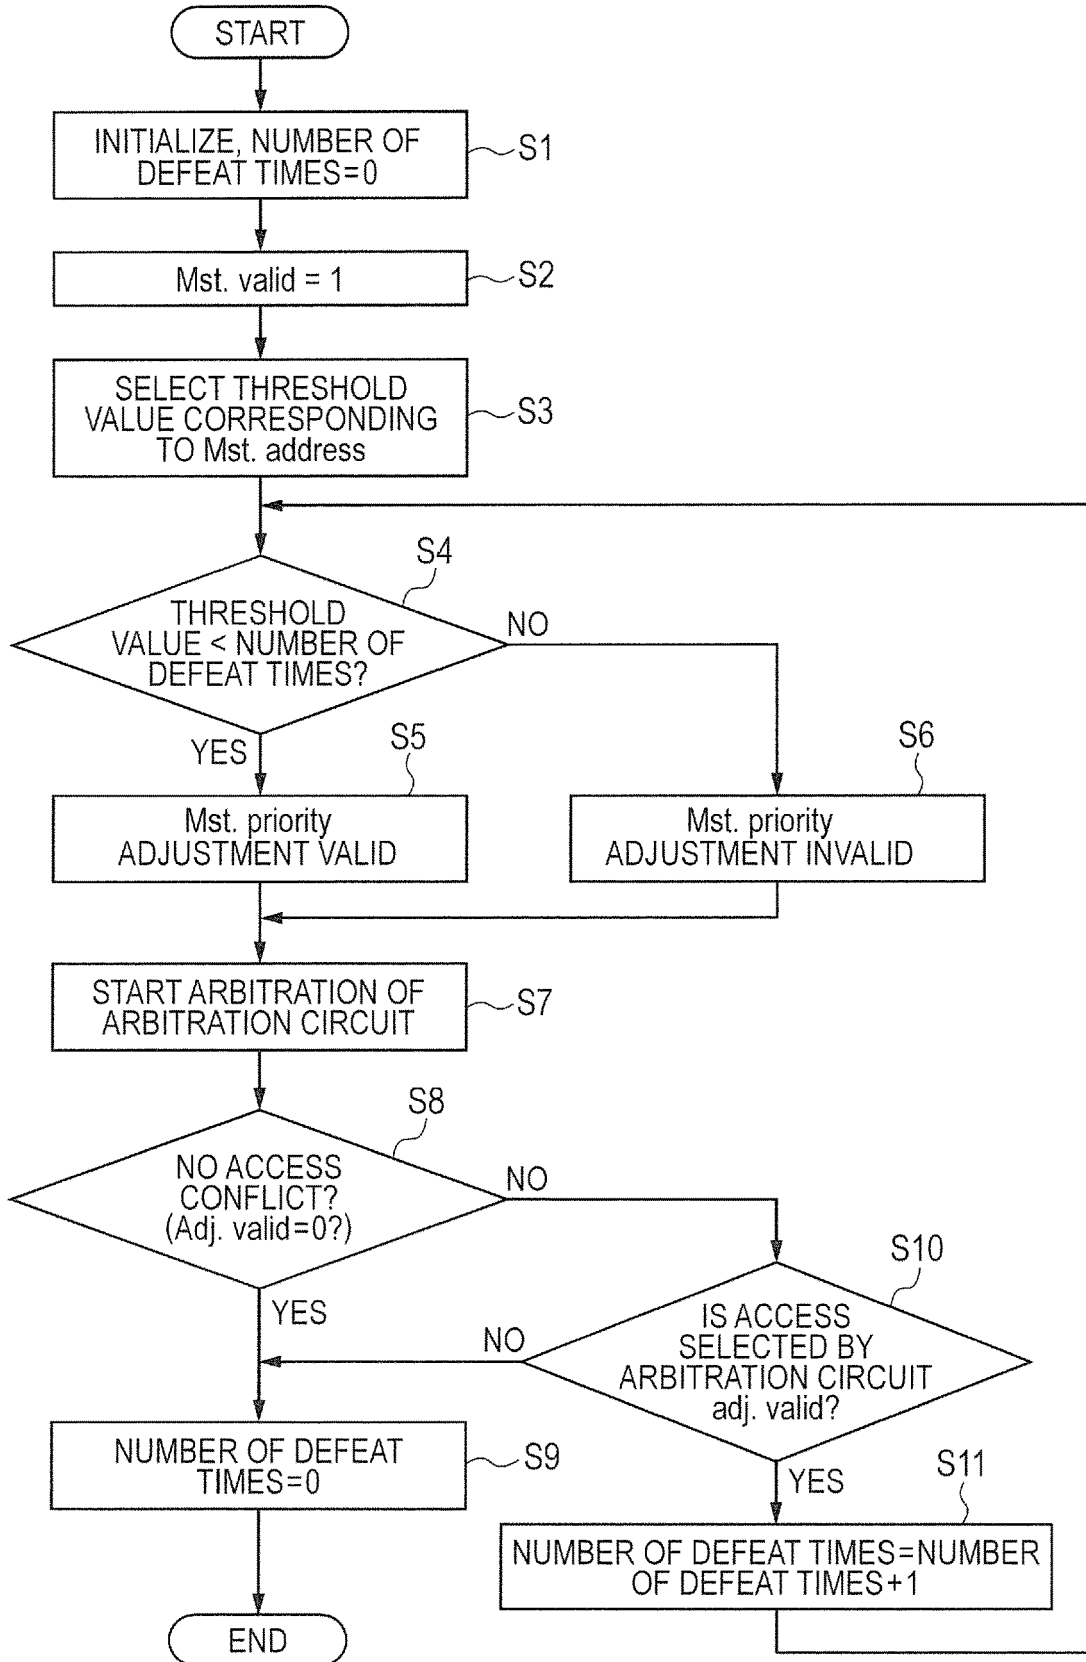 START
INITIALIZE, NUMBER OF
DEFEAT TIMES=0
S1
Mst. valid = 1
S2
SELECT THRESHOLD
VALUE CORRESPONDING
TO Mst. address
S3
S4
THRESHOLD
VALUE < NUMBER OF
DEFEAT TIMES?
NO
YES
S5
S6
Mst. priority
ADJUSTMENT VALID
Mst. priority
ADJUSTMENT INVALID
START ARBITRATION OF
ARBITRATION CIRCUIT
S7
S8
NO ACCESS
CONFLICT?
(Adj. valid=0?)
NO
YES
S10
IS ACCESS
SELECTED BY
ARBITRATION CIRCUIT
adj. valid?
NO
YES
NUMBER OF DEFEAT
TIMES=0
S9
S11
NUMBER OF DEFEAT TIMES=NUMBER
OF DEFEAT TIMES+1
END